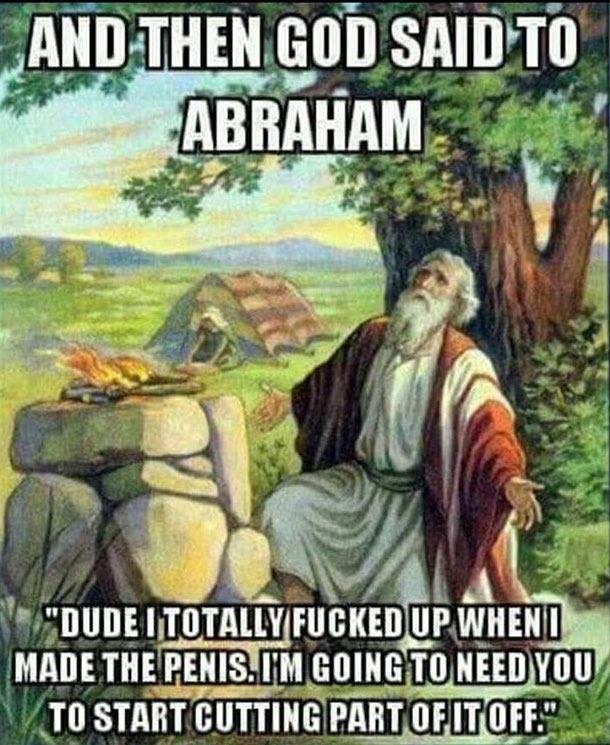 AND THEN GOD SAID TO
ABRAHAM
"DUDE I TOTALLY FUCKED UP WHEN I
MADE THE PENIS. I'M GOING TO NEED YOU
TO START CUTTING PART OF IT OFF."